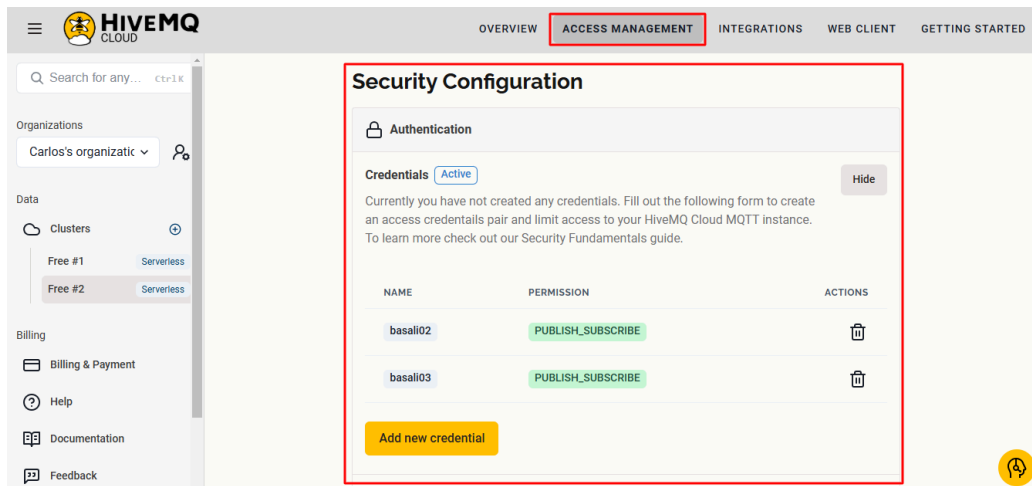 HIVEMQ
CLOUD
OVERVIEW
ACCESS MANAGEMENT
INTEGRATIONS
WEB CLIENT
GETTING STARTED
Search for any... Ctrl K
Organizations
Carlos's organizatic
Data
Clusters
Free #1 Serverless
Free #2 Serverless
Billing
Billing & Payment
Help
Documentation
Feedback
Security Configuration
Authentication
Credentials Active
Hide
Currently you have not created any credentials. Fill out the following form to create
an access credentails pair and limit access to your HiveMQ Cloud MQTT instance.
To learn more check out our Security Fundamentals guide.
NAME PERMISSION ACTIONS
basali02 PUBLISH_SUBSCRIBE
basali03 PUBLISH_SUBSCRIBE
Add new credential